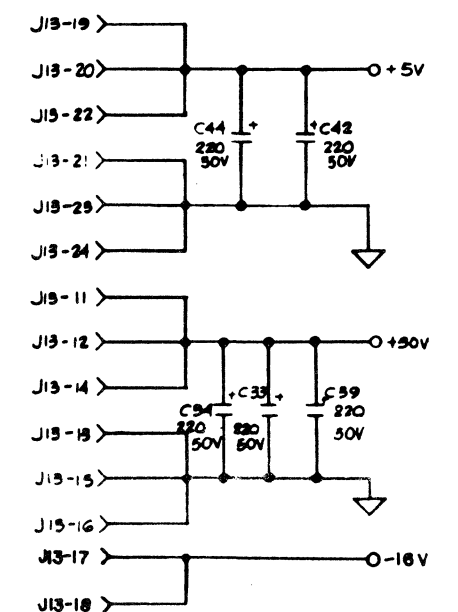 J13-19
J13-20
+5V
J13-22
C44 + +C42
220 220
50V 50V
J13-21
J13-23
J13-24
J13-11
J13-12
J13-14
+ C33 + C39
C34 220
220 220
50V 50V 50V
J13-13
J13-15
J13-16
J13-17
-16V
J13-18